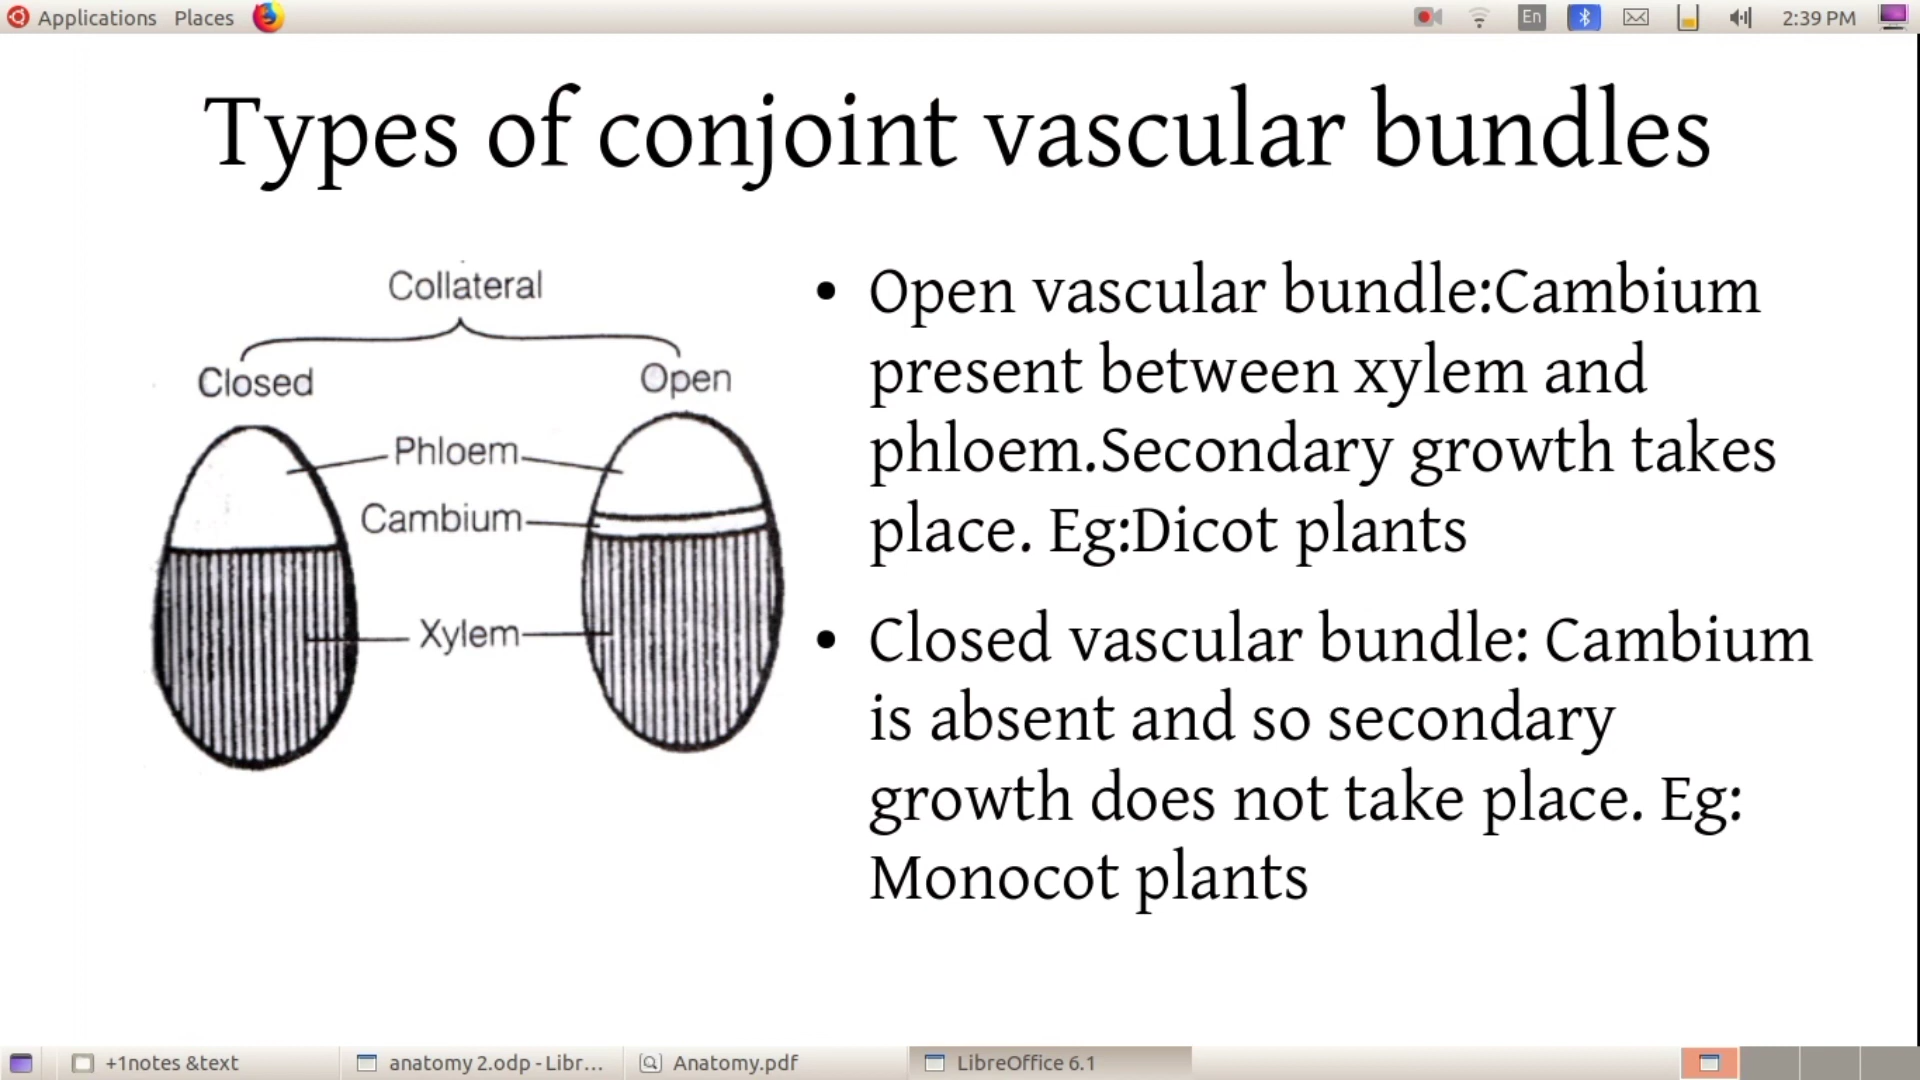 Applications Places
En
2:39 PM
Types of conjoint vascular bundles
Collateral
Closed
Open
Phloem
Cambium
Xylem
• Open vascular bundle:Cambium
present between xylem and
phloem.Secondary growth takes
place. Eg:Dicot plants
• Closed vascular bundle: Cambium
is absent and so secondary
growth does not take place. Eg:
Monocot plants
+1notes &text
anatomy 2.odp - Libr...
Anatomy.pdf
LibreOffice 6.1